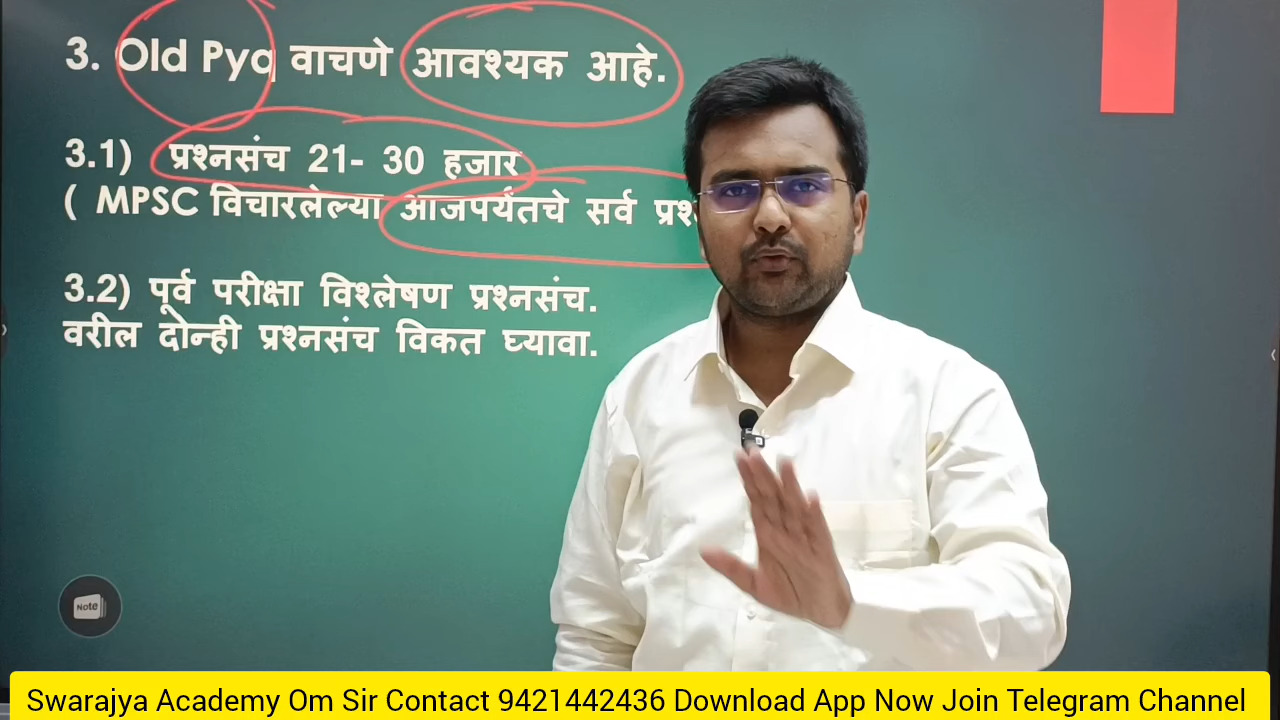 3. Old Pyq वाचणे आवश्यक आहे.
3.1) प्रश्नसंच 21- 30 हजार
( MPSC विचारलेल्या आजपर्यंतचे सर्व
3.2) पूर्व परीक्षा विश्लेषण प्रश्नसंच.
वरील दोन्ही प्रश्नसंच विकत घ्यावा.
Note
Swarajya Academy Om Sir Contact 9421442436 Download App Now Join Telegram Channel